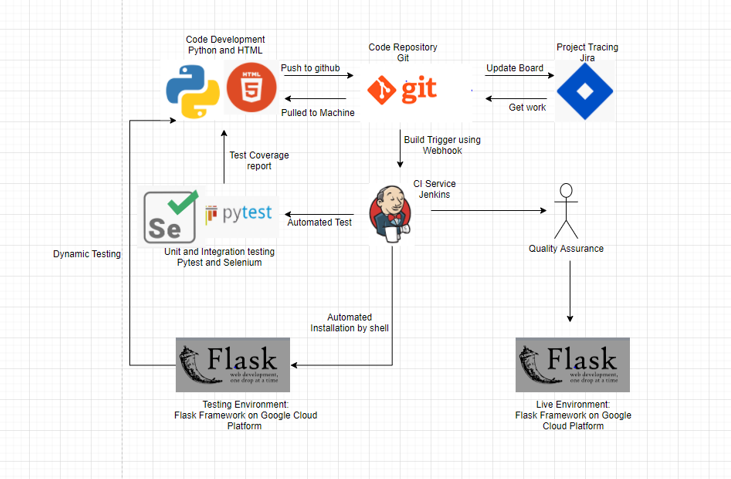 Code Development
Python and HTML
Code Repository
Git
Project Tracing
Jira
Push to github
Update Board
HTML
5
git
Pulled to Machine
Get work
Build Trigger using
Webhook
Test Coverage
report
CI Service
Jenkins
Se
pytest
Automated Test
Unit and Integration testing
Pytest and Selenium
Quality Assurance
Dynamic Testing
Automated
Installation by shell
Flask
web development,
one drop at a time
Flask
web development,
one drop at a time
Testing Environment:
Flask Framework on Google Cloud
Platform
Live Environment:
Flask Framework on Google
Cloud Platform